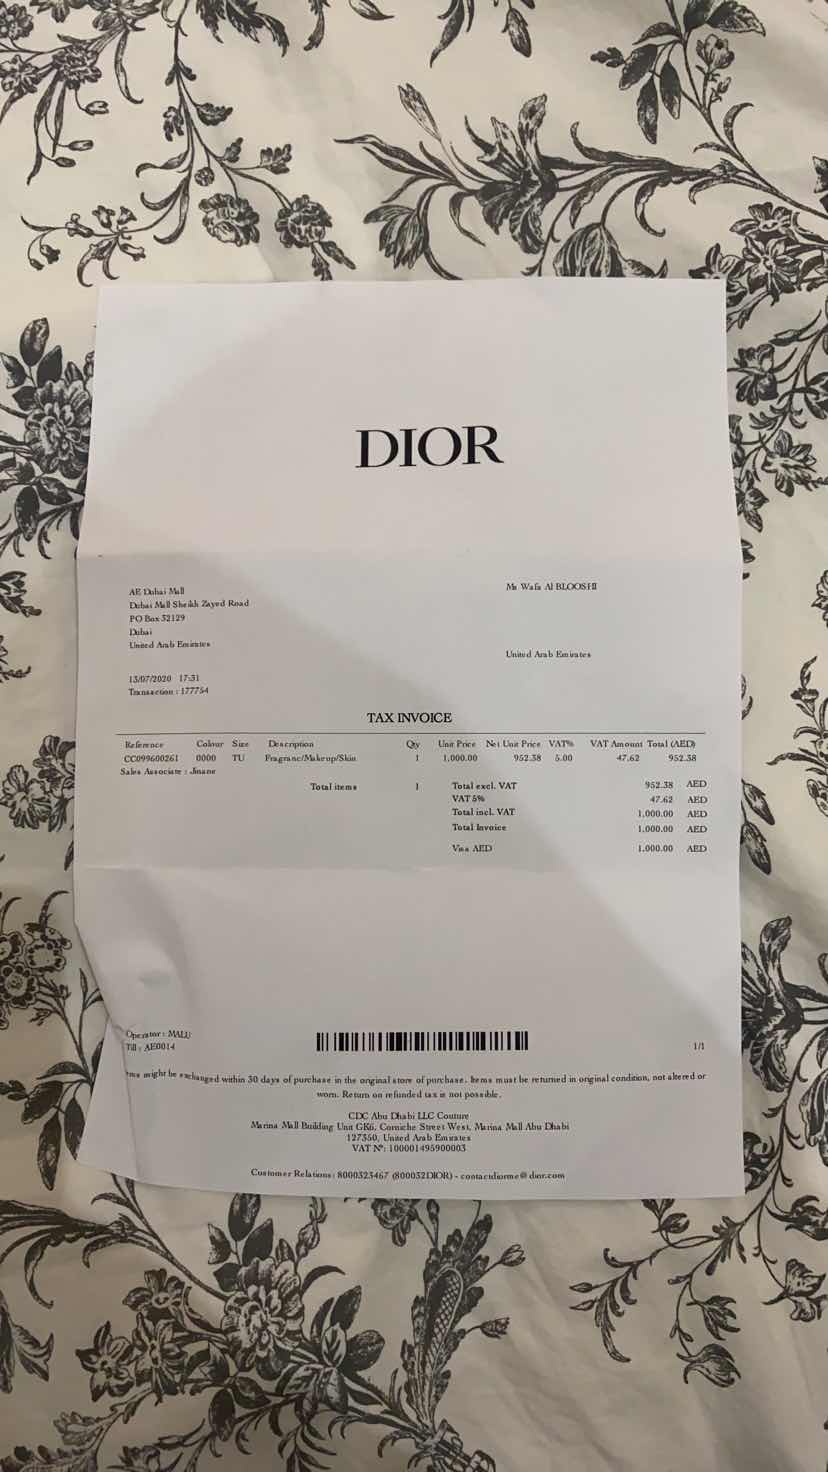 DIOR
AE Dubai Mall
Dubai Mall Sheikh Zayed Road
PO Box 32129
Dubai
United Arab Emirates
Ms Wafa Al BLOOSHI
United Arab Emirates
13/07/2020 17:31
Transaction : 177754
TAX INVOICE
Reference Colour Size Description Qty Unit Price Net Unit Price VAT% VAT Amount Total (AED)
CC099600261 0000 TU Fragranc/Makeup/Skin 1 1,000.00 952.38 5.00 47.62 952.38
Sales Associate : Jinane
Total items 1 Total excl. VAT 952.38 AED
VAT 5% 47.62 AED
Total incl. VAT 1,000.00 AED
Total Invoice 1,000.00 AED
Visa AED 1,000.00 AED
Operator : MALU
Till : AE0014
1/1
might be exchanged within 30 days of purchase in the original store of purchase. Items must be returned in original condition, not altered or
worn. Return on refunded tax is not possible.
CDC Abu Dhabi LLC Couture
Marina Mall Building Unit GK6, Corniche Street West, Marina Mall Abu Dhabi
127350, United Arab Emirates
VAT N°: 100001495900003
Customer Relations: 8000323467 (800032DIOR) - contactdiorme@dior.com